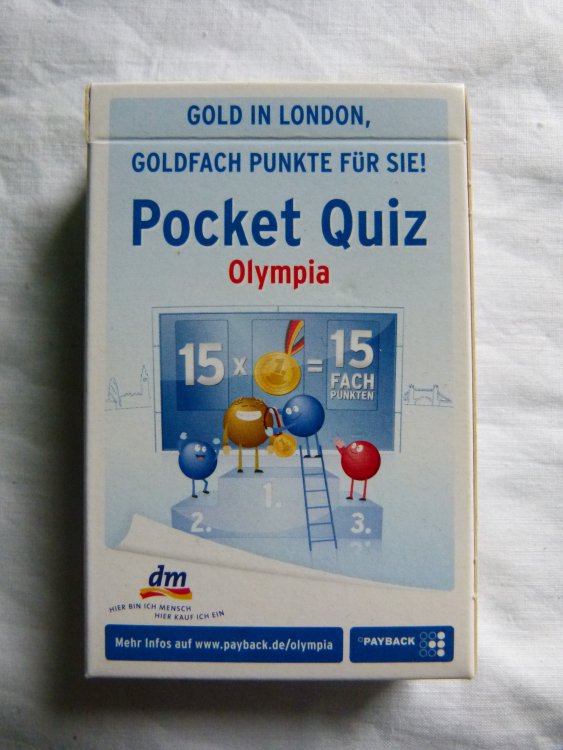 GOLD IN LONDON,
GOLDFACH PUNKTE FÜR SIE!
Pocket Quiz
Olympia
15 x 1 = 15
FACH
PUNKTEN
1.
2.
3.
dm
HIER BIN ICH MENSCH
HIER KAUF ICH EIN
Mehr Infos auf www.payback.de/olympia
PAYBACK